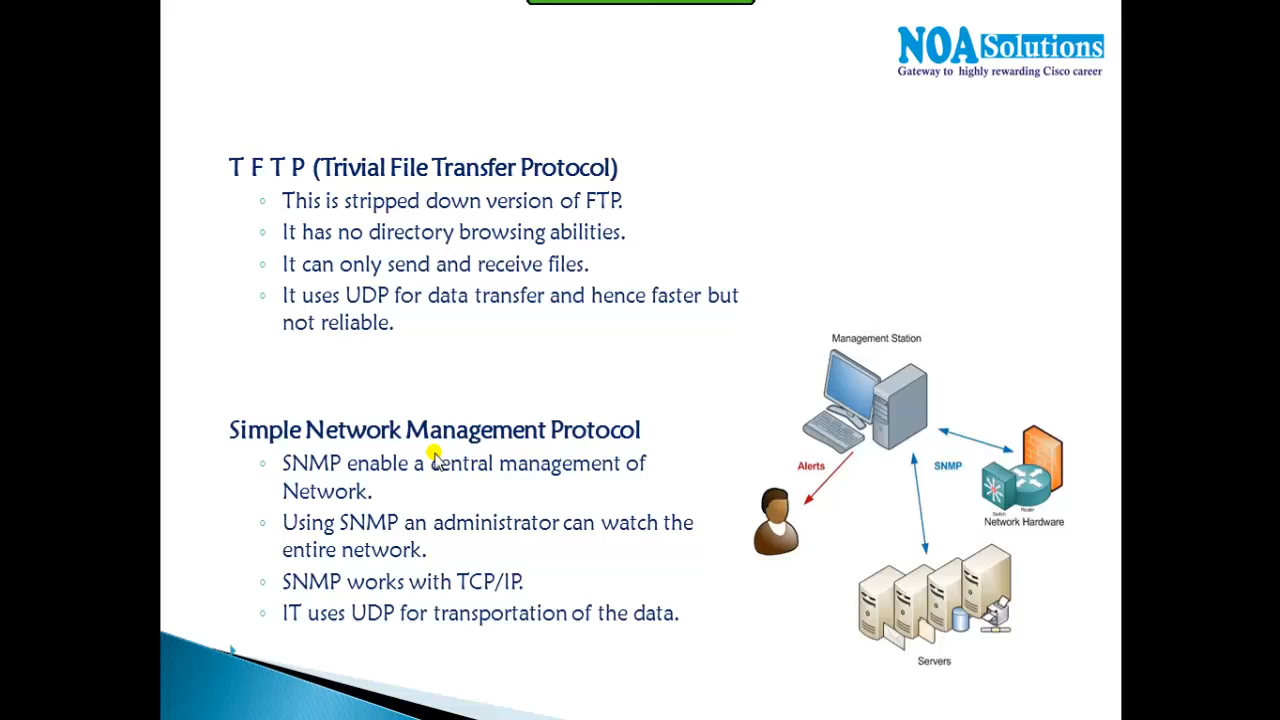 NOA Solutions
Gateway to highly rewarding Cisco career
T F T P (Trivial File Transfer Protocol)
This is stripped down version of FTP.
It has no directory browsing abilities.
It can only send and receive files.
It uses UDP for data transfer and hence faster but
not reliable.
Simple Network Management Protocol
SNMP enable a central management of
Network.
Using SNMP an administrator can watch the
entire network.
SNMP works with TCP/IP.
IT uses UDP for transportation of the data.
Management Station
Alerts
SNMP
Switch
Router
Network Hardware
Servers